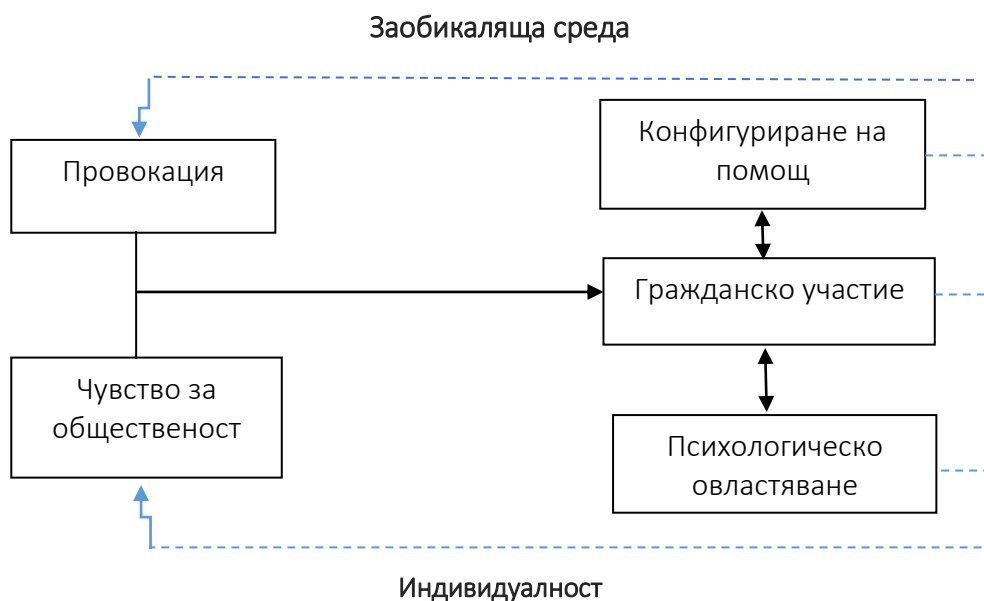 Заобикаляща среда
Провокация
Конфигуриране на
помощ
Гражданско участие
Чувство за
общественост
Психологическо
овластяване
Индивидуалност